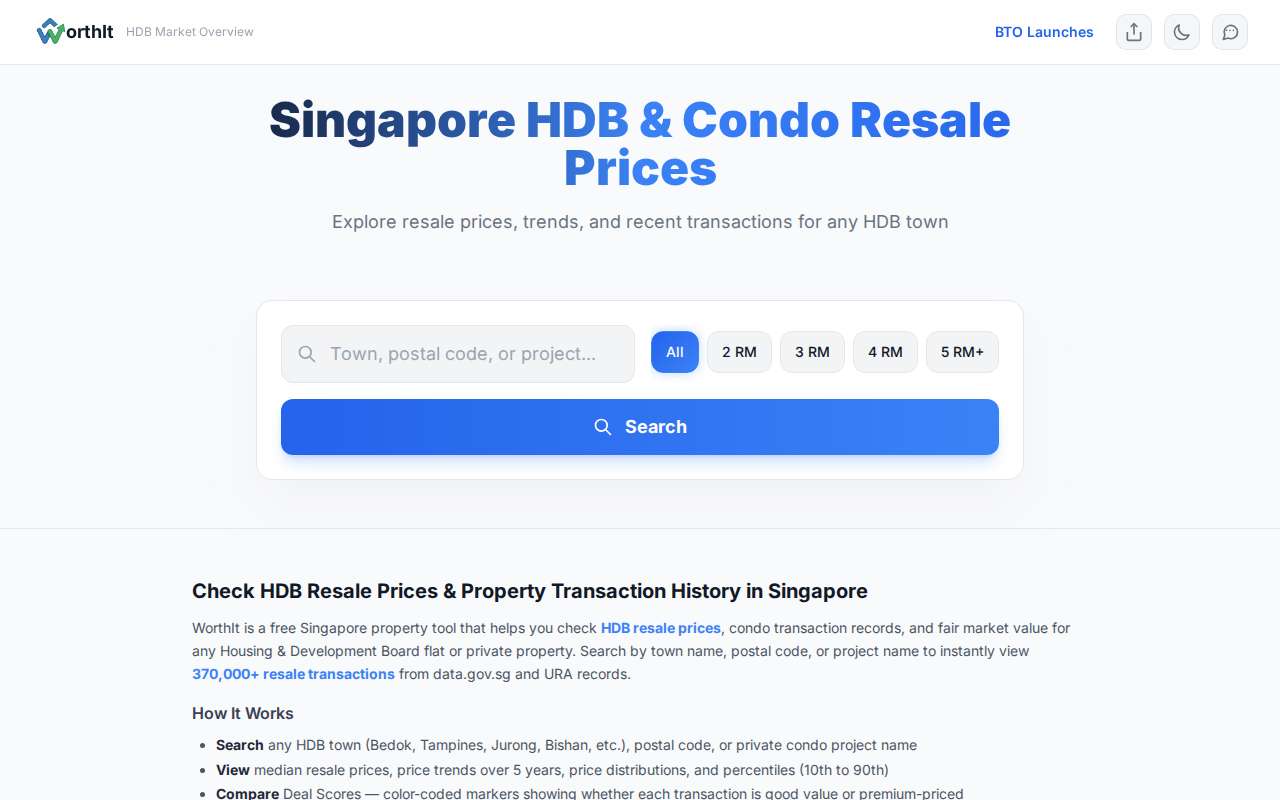 WorthIt HDB Market Overview BTO Launches
Singapore HDB & Condo Resale
Prices
Explore resale prices, trends, and recent transactions for any HDB town
Town, postal code, or project... All 2 RM 3 RM 4 RM 5 RM+
Search
Check HDB Resale Prices & Property Transaction History in Singapore
WorthIt is a free Singapore property tool that helps you check HDB resale prices, condo transaction records, and fair market value for
any Housing & Development Board flat or private property. Search by town name, postal code, or project name to instantly view
370,000+ resale transactions from data.gov.sg and URA records.
How It Works
• Search any HDB town (Bedok, Tampines, Jurong, Bishan, etc.), postal code, or private condo project name
• View median resale prices, price trends over 5 years, price distributions, and percentiles (10th to 90th)
• Compare Deal Scores — color-coded markers showing whether each transaction is good value or premium-priced